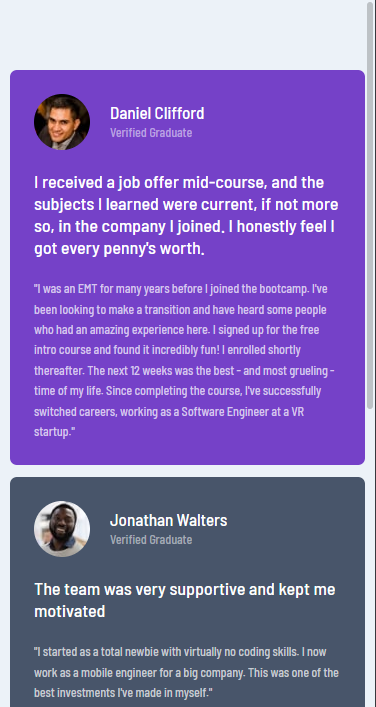 Daniel Clifford
Verified Graduate
I received a job offer mid-course, and the
subjects I learned were current, if not more
so, in the company I joined. I honestly feel I
got every penny's worth.
"I was an EMT for many years before I joined the bootcamp. I've
been looking to make a transition and have heard some people
who had an amazing experience here. I signed up for the free
intro course and found it incredibly fun! I enrolled shortly
thereafter. The next 12 weeks was the best - and most grueling -
time of my life. Since completing the course, I've successfully
switched careers, working as a Software Engineer at a VR
startup."
Jonathan Walters
Verified Graduate
The team was very supportive and kept me
motivated
"I started as a total newbie with virtually no coding skills. I now
work as a mobile engineer for a big company. This was one of the
best investments I've made in myself."